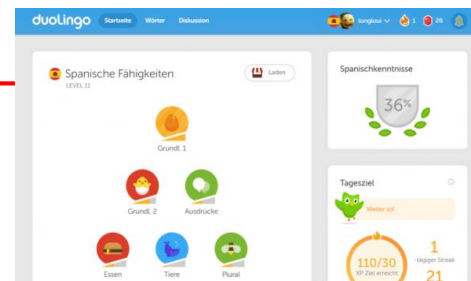 duolingo Startseite Wörter Diskussion
1 26
Spanische Fähigkeiten
LEVEL 11
Laden
Grundl. 1
Grundl. 2 Ausdrücke
Essen Tiere Plural
Spanischkenntnisse
36%
Tagesziel
Weiter so!
110/30
XP Ziel erreicht
1
-tägiger Streak
21